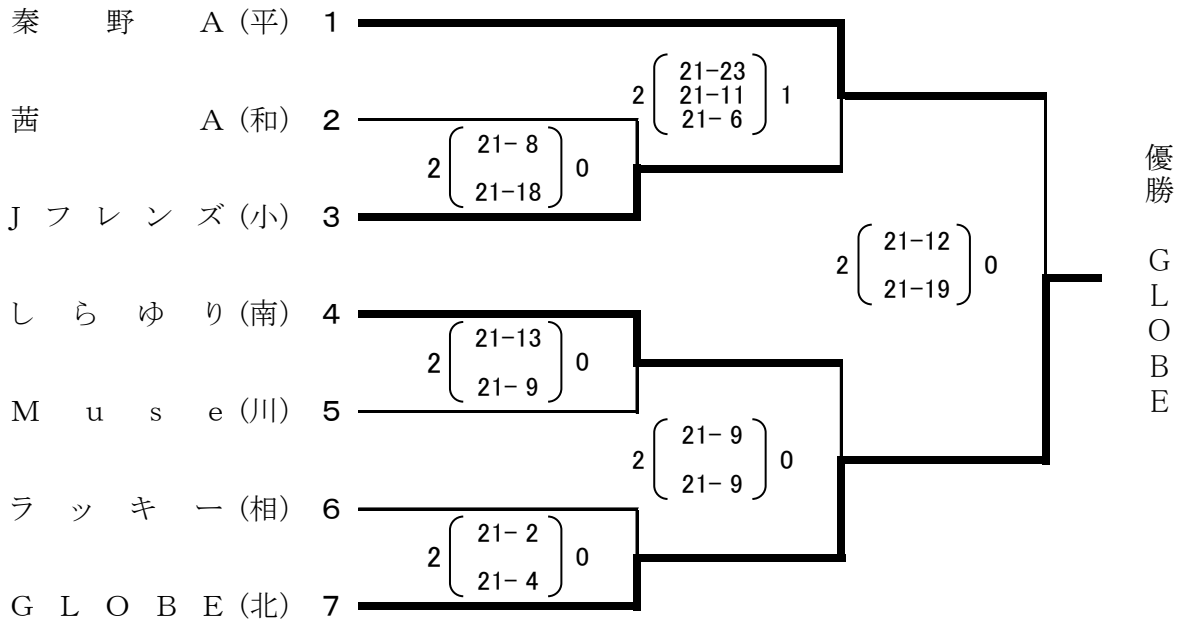 秦野A(平) 1
2 21-23 1
21-11
21- 6
茜A(和) 2
2 21- 8 0
21-18
Jフレンズ(小) 3
2 21-12 0
21-19
しらゆり(南) 4
2 21-13 0
21- 9
Muse(川) 5
2 21- 9 0
21- 9
ラッキー(相) 6
2 21- 2 0
21- 4
GLOBE(北) 7
優勝 GLOBE